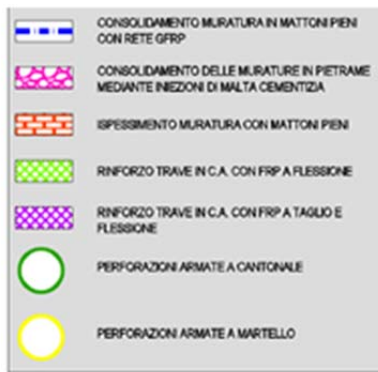 CONSOLIDAMENTO MURATURA IN MATTONI PIENI
CON RETE GFRP
CONSOLIDAMENTO DELLE MURATURE IN PIETRAME
MEDIANTE INIEZIONI DI MALTA CEMENTIZIA
ISPESSIMENTO MURATURA CON MATTONI PIENI
RINFORZO TRAVE IN C.A. CON FRP A FLESSIONE
RINFORZO TRAVE IN C.A. CON FRP A TAGLIO E
FLESSIONE
PERFORAZIONI ARMATE A CANTONALE
PERFORAZIONI ARMATE A MARTELLO